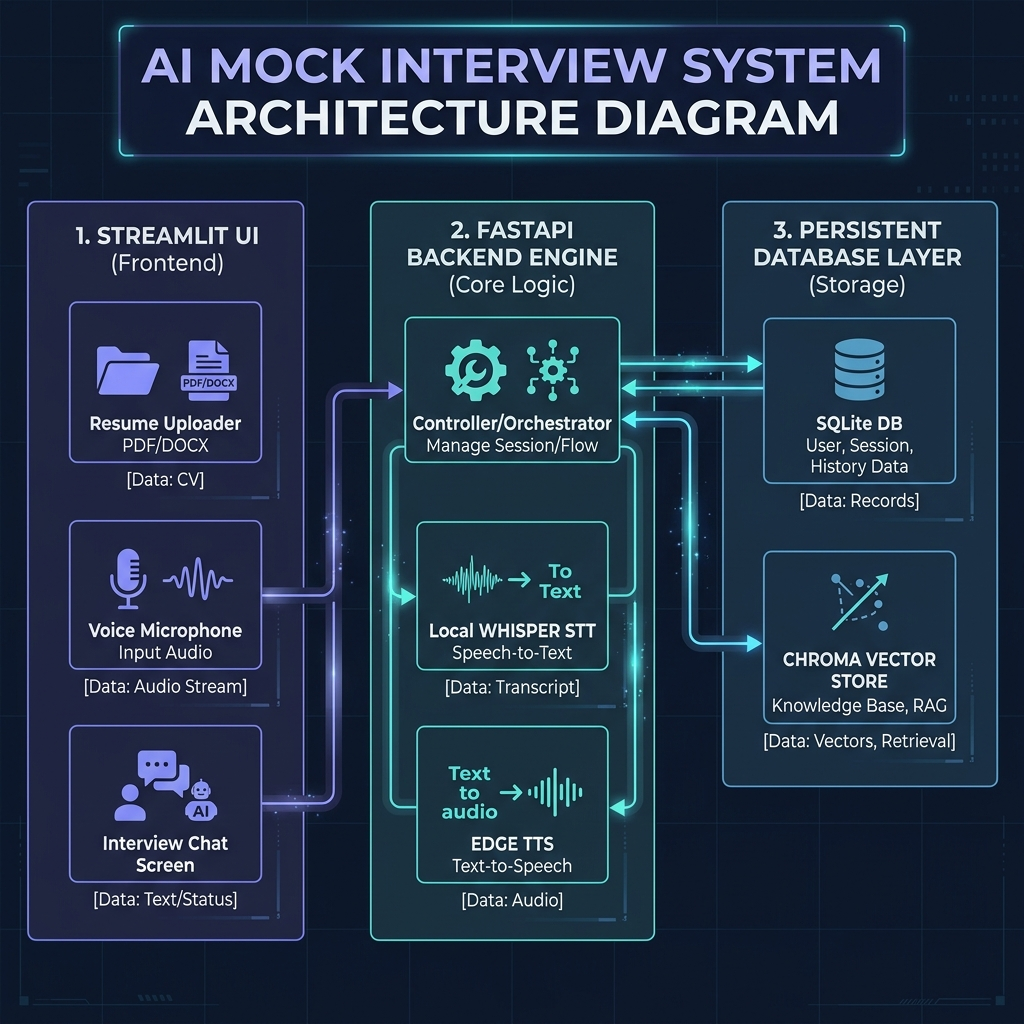 AI MOCK INTERVIEW SYSTEM
ARCHITECTURE DIAGRAM
1. STREAMLIT UI
(Frontend)
PDF/DOCX
Resume Uploader
PDF/DOCX
[Data: CV]
Voice Microphone
Input Audio
[Data: Audio Stream]
AI
Interview Chat
Screen
[Data: Text/Status]
2. FASTAPI
BACKEND ENGINE
(Core Logic)
Controller/Orchestrator
Manage Session/Flow
To
Text
Local WHISPER STT
Speech-to-Text
[Data: Transcript]
Text
to
audio
EDGE TTS
Text-to-Speech
[Data: Audio]
3. PERSISTENT
DATABASE LAYER
(Storage)
SQLite DB
User, Session,
History Data
[Data: Records]
CHROMA VECTOR
STORE
Knowledge Base, RAG
[Data: Vectors, Retrieval]